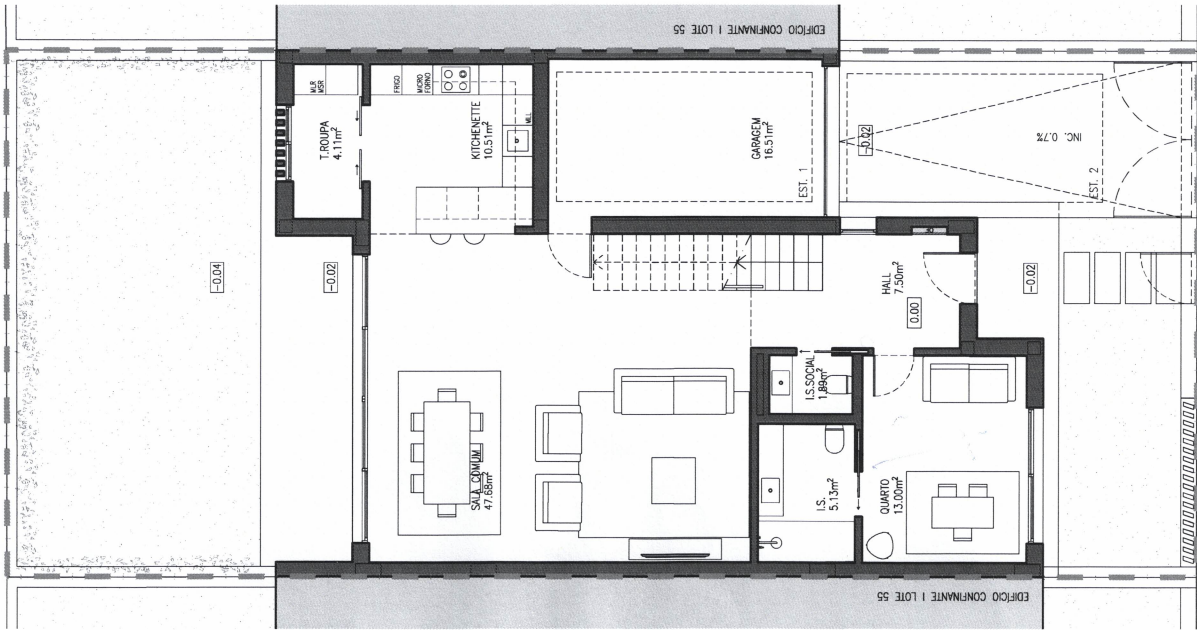 EDIFÍCIO CONFINANTE I LOTE 55
MLR
MSR
T.ROUPA
4.11m²
FRIGO
MICRO
FORNO
KITCHENETTE
10.51m²
MLL
GARAGEM
16.51m²
EST. 1
-0.02
INC. 0.7%
EST. 2
-0.04
-0.02
HALL
7.50m²
0.00
-0.02
I.S.SOCIAL
1.89m²
SALA COMUM
47.68m²
I.S.
5.13m²
QUARTO
13.00m²
EDIFÍCIO CONFINANTE I LOTE 55